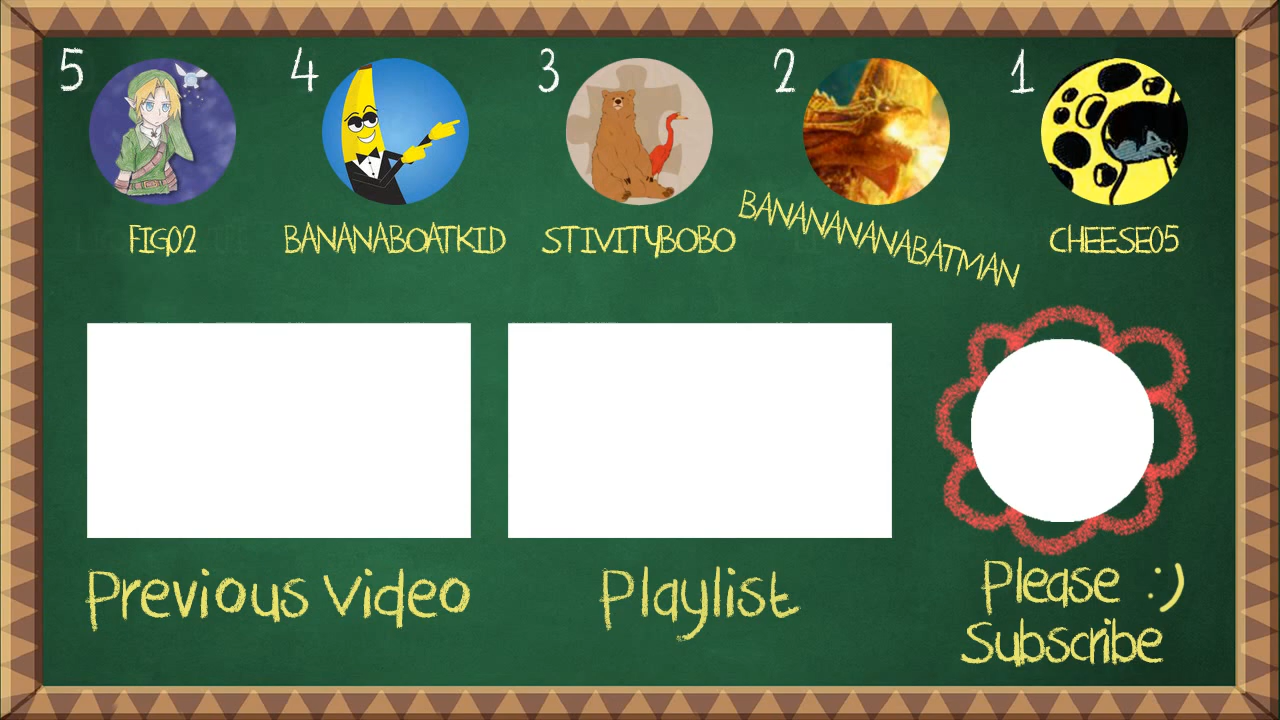 5 4 3 2 1
FIG02 BANANABOATKID STIVITYBOBO BANANANANABATMAN CHEESE05
Previous Video Playlist Please :)
Subscribe